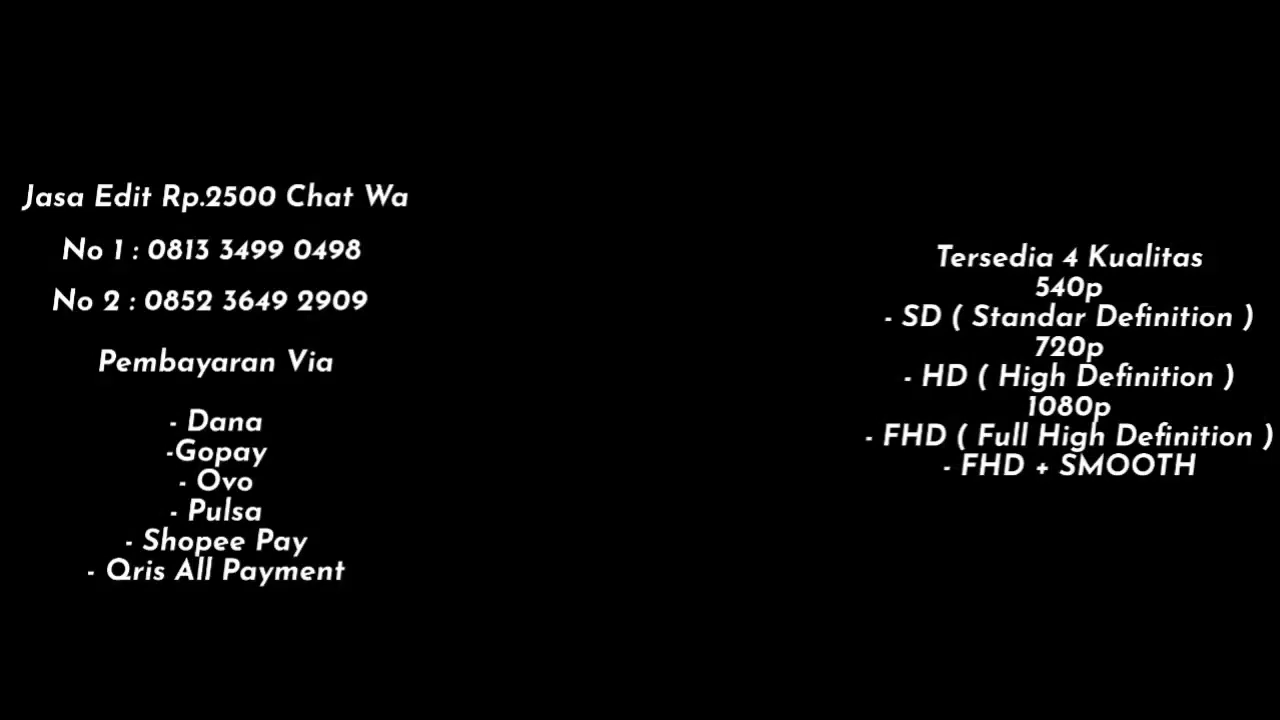 Jasa Edit Rp.2500 Chat Wa
No 1 : 0813 3499 0498
No 2 : 0852 3649 2909
Pembayaran Via
- Dana
-Gopay
- Ovo
- Pulsa
- Shopee Pay
- Qris All Payment
Tersedia 4 Kualitas
540p
- SD ( Standar Definition )
720p
- HD ( High Definition )
1080p
- FHD ( Full High Definition )
- FHD + SMOOTH